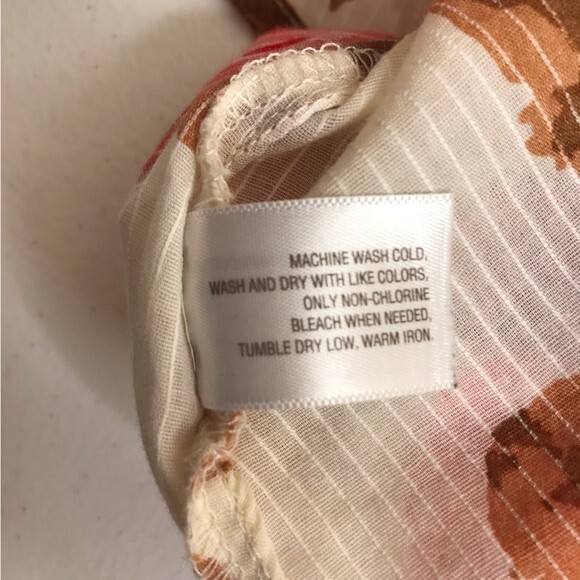 MACHINE WASH COLD,
WASH AND DRY WITH LIKE COLORS,
ONLY NON-CHLORINE
BLEACH WHEN NEEDED,
TUMBLE DRY LOW, WARM IRON.